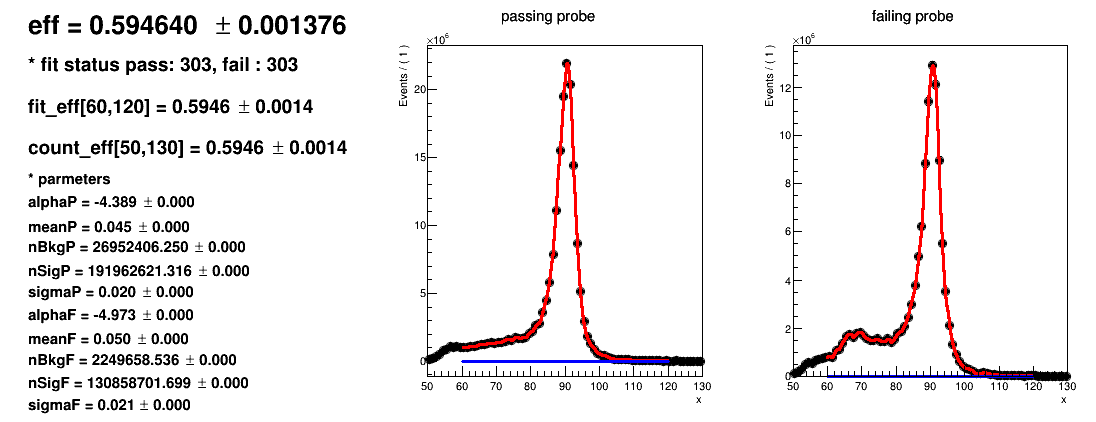 eff = 0.594640 ± 0.001376
* fit status pass: 303, fail : 303
fit_eff[60,120] = 0.5946 ± 0.0014
count_eff[50,130] = 0.5946 ± 0.0014
* parmeters
alphaP = -4.389 ± 0.000
meanP = 0.045 ± 0.000
nBkgP = 26952406.250 ± 0.000
nSigP = 191962621.316 ± 0.000
sigmaP = 0.020 ± 0.000
alphaF = -4.973 ± 0.000
meanF = 0.050 ± 0.000
nBkgF = 2249658.536 ± 0.000
nSigF = 130858701.699 ± 0.000
sigmaF = 0.021 ± 0.000
passing probe
×10⁶
Events / ( 1 )
20
15
10
5
0
50 60 70 80 90 100 110 120 130
x
failing probe
×10⁶
Events / ( 1 )
12
10
8
6
4
2
0
50 60 70 80 90 100 110 120 130
x